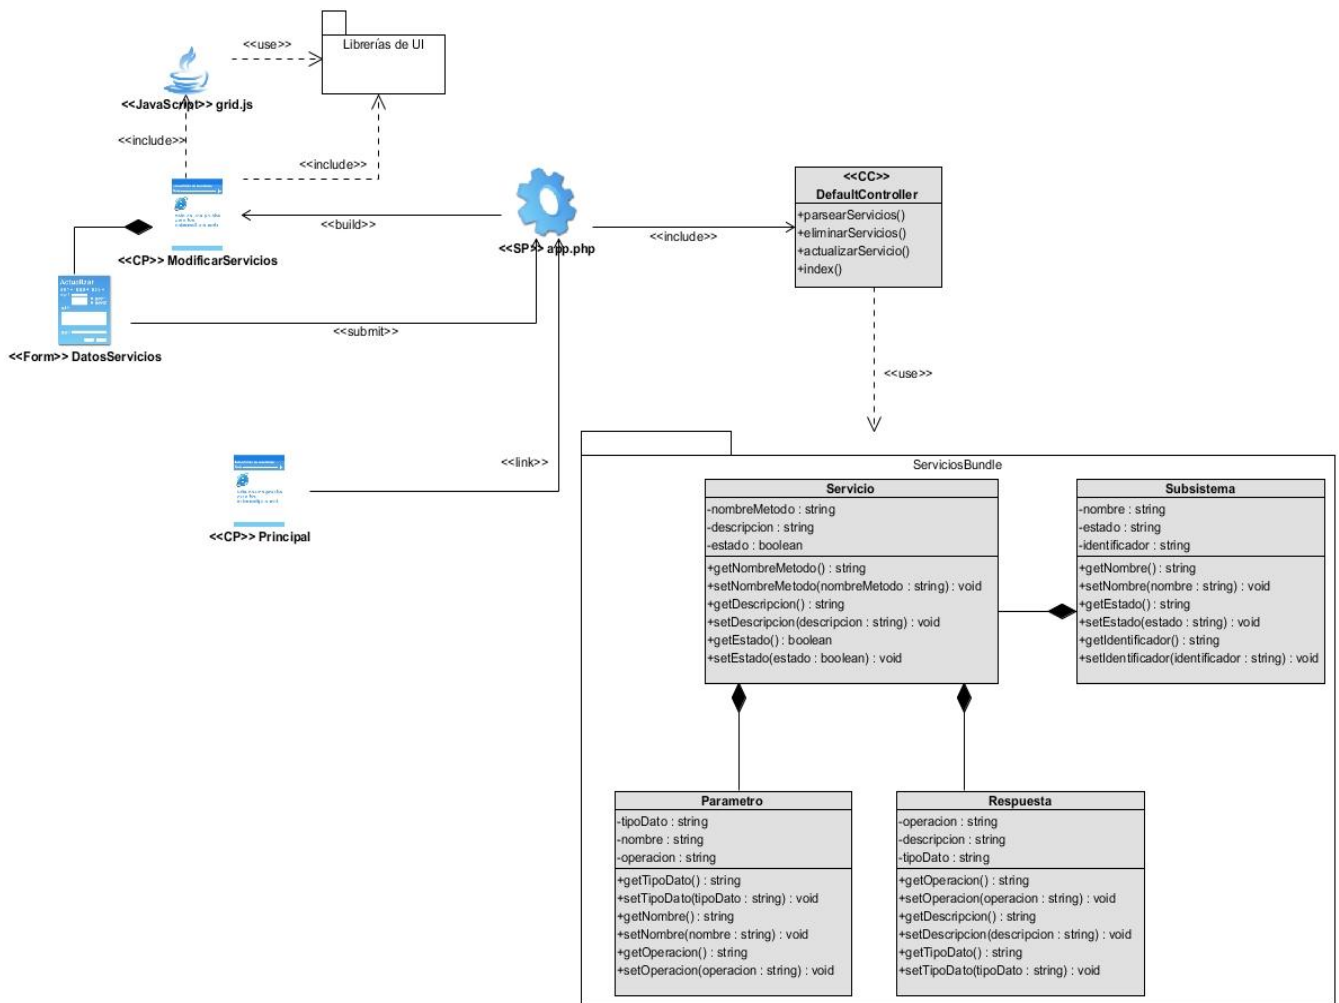 <<use>>
Librerías de UI
<<JavaScript>> grid.js
<<include>>
<<include>>
<<build>>
<<SP>> app.php
<<include>>
<<CC>>
DefaultController
+parsearServicios()
+eliminarServicios()
+actualizarServicio()
+index()
<<CP>> ModificarServicios
Actualizar
<<submit>>
<<Form>> DatosServicios
<<use>>
<<link>>
<<CP>> Principal
ServiciosBundle
Servicio
-nombreMetodo : string
-descripcion : string
-estado : boolean
+getNombreMetodo() : string
+setNombreMetodo(nombreMetodo : string) : void
+getDescripcion() : string
+setDescripcion(descripcion : string) : void
+getEstado() : boolean
+setEstado(estado : boolean) : void
Subsistema
-nombre : string
-estado : string
-identificador : string
+getNombre() : string
+setNombre(nombre : string) : void
+getEstado() : string
+setEstado(estado : string) : void
+getIdentificador() : string
+setIdentificador(identificador : string) : void
Parametro
-tipoDato : string
-nombre : string
-operacion : string
+getTipoDato() : string
+setTipoDato(tipoDato : string) : void
+getNombre() : string
+setNombre(nombre : string) : void
+getOperacion() : string
+setOperacion(operacion : string) : void
Respuesta
-operacion : string
-descripcion : string
-tipoDato : string
+getOperacion() : string
+setOperacion(operacion : string) : void
+getDescripcion() : string
+setDescripcion(descripcion : string) : void
+getTipoDato() : string
+setTipoDato(tipoDato : string) : void